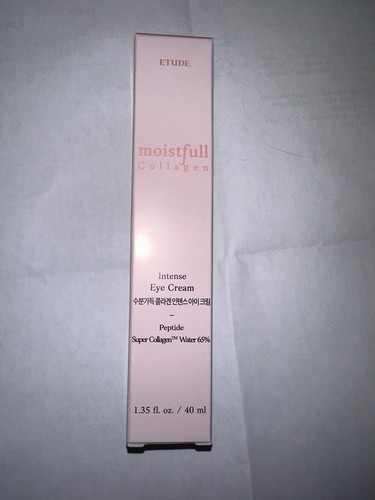 ETUDE
moistfull
Collagen
intense
Eye Cream
수분가득 콜라겐 인텐스 아이 크림
–
Peptide
Super Collagen™ Water 65%
1.35 fl. oz. / 40 ml